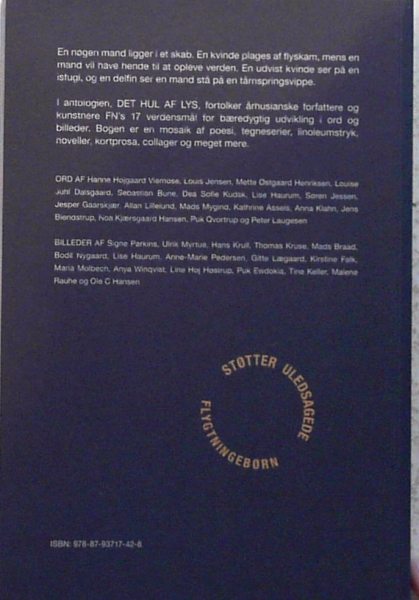 En nøgen mand ligger i et skab. En kvinde plages af flyskam, mens en
mand vil have hende til at opleve verden. En udvist kvinde ser på en
isfugl, og en delfin ser en mand stå på en tårnspringsvippe.
I antologien, DET HUL AF LYS, fortolker århusianske forfattere og
kunstnere FN's 17 verdensmål for bæredygtig udvikling i ord og
billeder. Bogen er en mosaik af poesi, tegneserier, linoleumstryk,
noveller, kortprosa, collager og meget mere.
ORD AF Hanne Højgaard Viemose, Louis Jensen, Mette Østgaard Henriksen, Louise
Juhl Dalsgaard, Sebastian Bune, Dea Sofie Kudsk, Lise Haurum, Søren Jessen,
Jesper Gaarskjær, Allan Lillelund, Mads Mygind, Kathrine Assels, Anna Klahn, Jens
Blendstrup, Noa Kjærsgaard Hansen, Puk Qvortrup og Peter Laugesen
BILLEDER AF Signe Parkins, Ulrik Myrtue, Hans Krull, Thomas Kruse, Mads Braad,
Bodil Nygaard, Lise Haurum, Anne-Marie Pedersen, Gitte Lægaard, Kirstine Falk,
Maria Molbech, Anya Winqvist, Line Høj Høstrup, Puk Ewdokia, Tine Keller, Malene
Rauhe og Ole C Hansen
STØTTER ULEDSAGEDE
FLYGTNINGEBØRN
ISBN: 978-87-93717-42-8